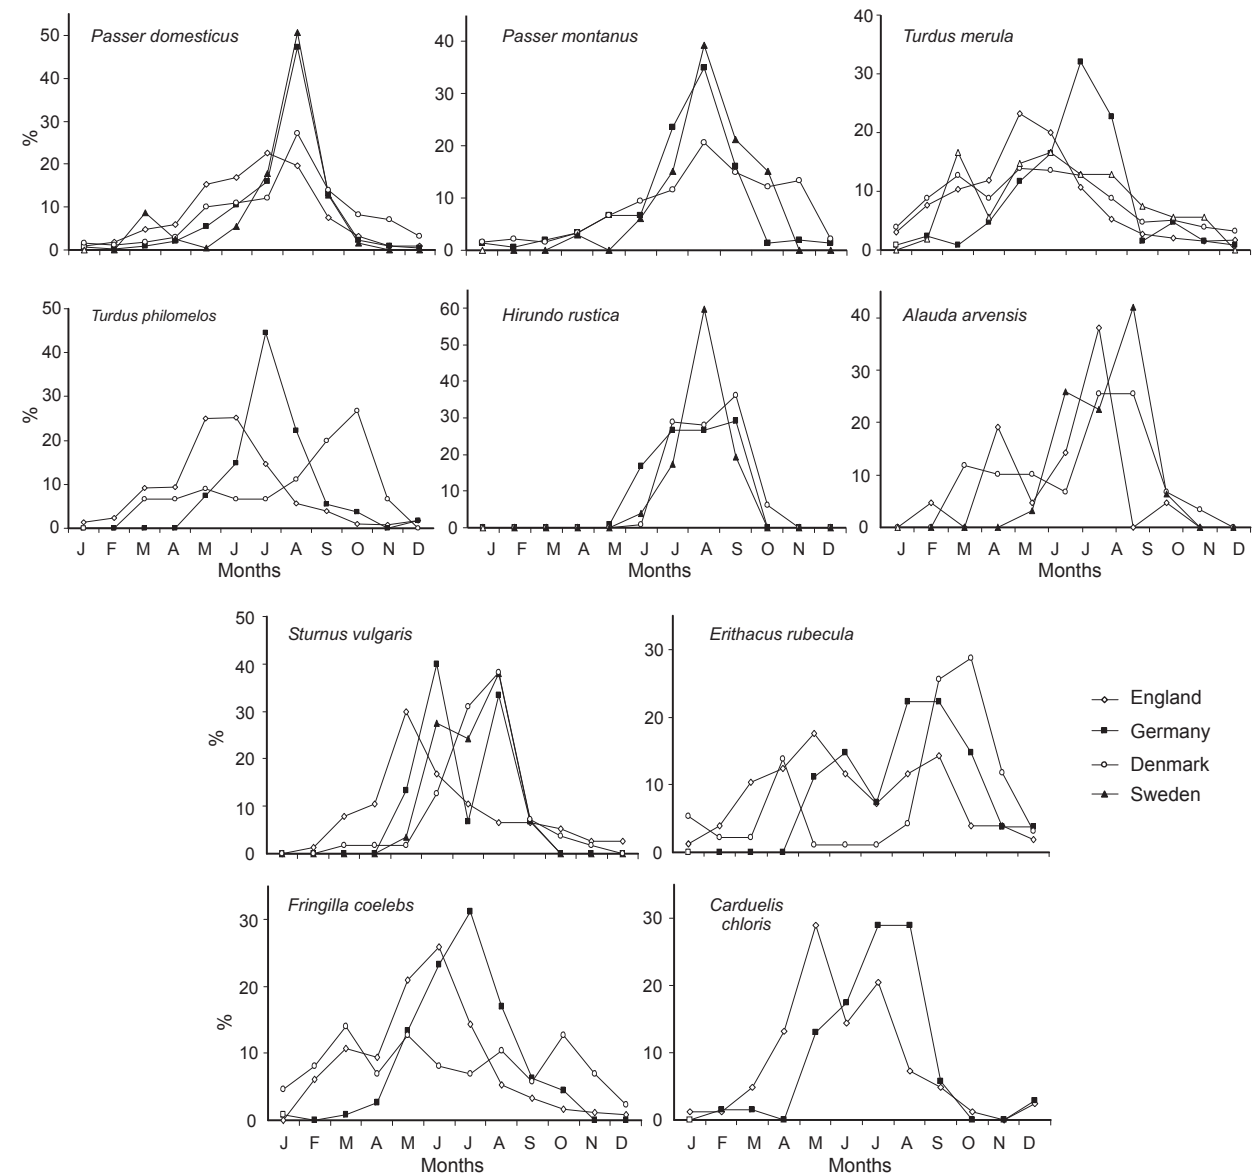 Passer domesticus
50
40
30
20
10
0
%
Passer montanus
40
30
20
10
0
Turdus merula
40
30
20
10
0
Turdus philomelos
50
40
30
20
10
0
%
J F M A M J J A S O N D
Months
Hirundo rustica
60
50
40
30
20
10
0
J F M A M J J A S O N D
Months
Alauda arvensis
40
30
20
10
0
J F M A M J J A S O N D
Months
Sturnus vulgaris
50
40
30
20
10
0
%
Erithacus rubecula
30
20
10
0
England
Germany
Denmark
Sweden
Fringilla coelebs
30
20
10
0
%
J F M A M J J A S O N D
Months
Carduelis
chloris
30
20
10
0
J F M A M J J A S O N D
Months